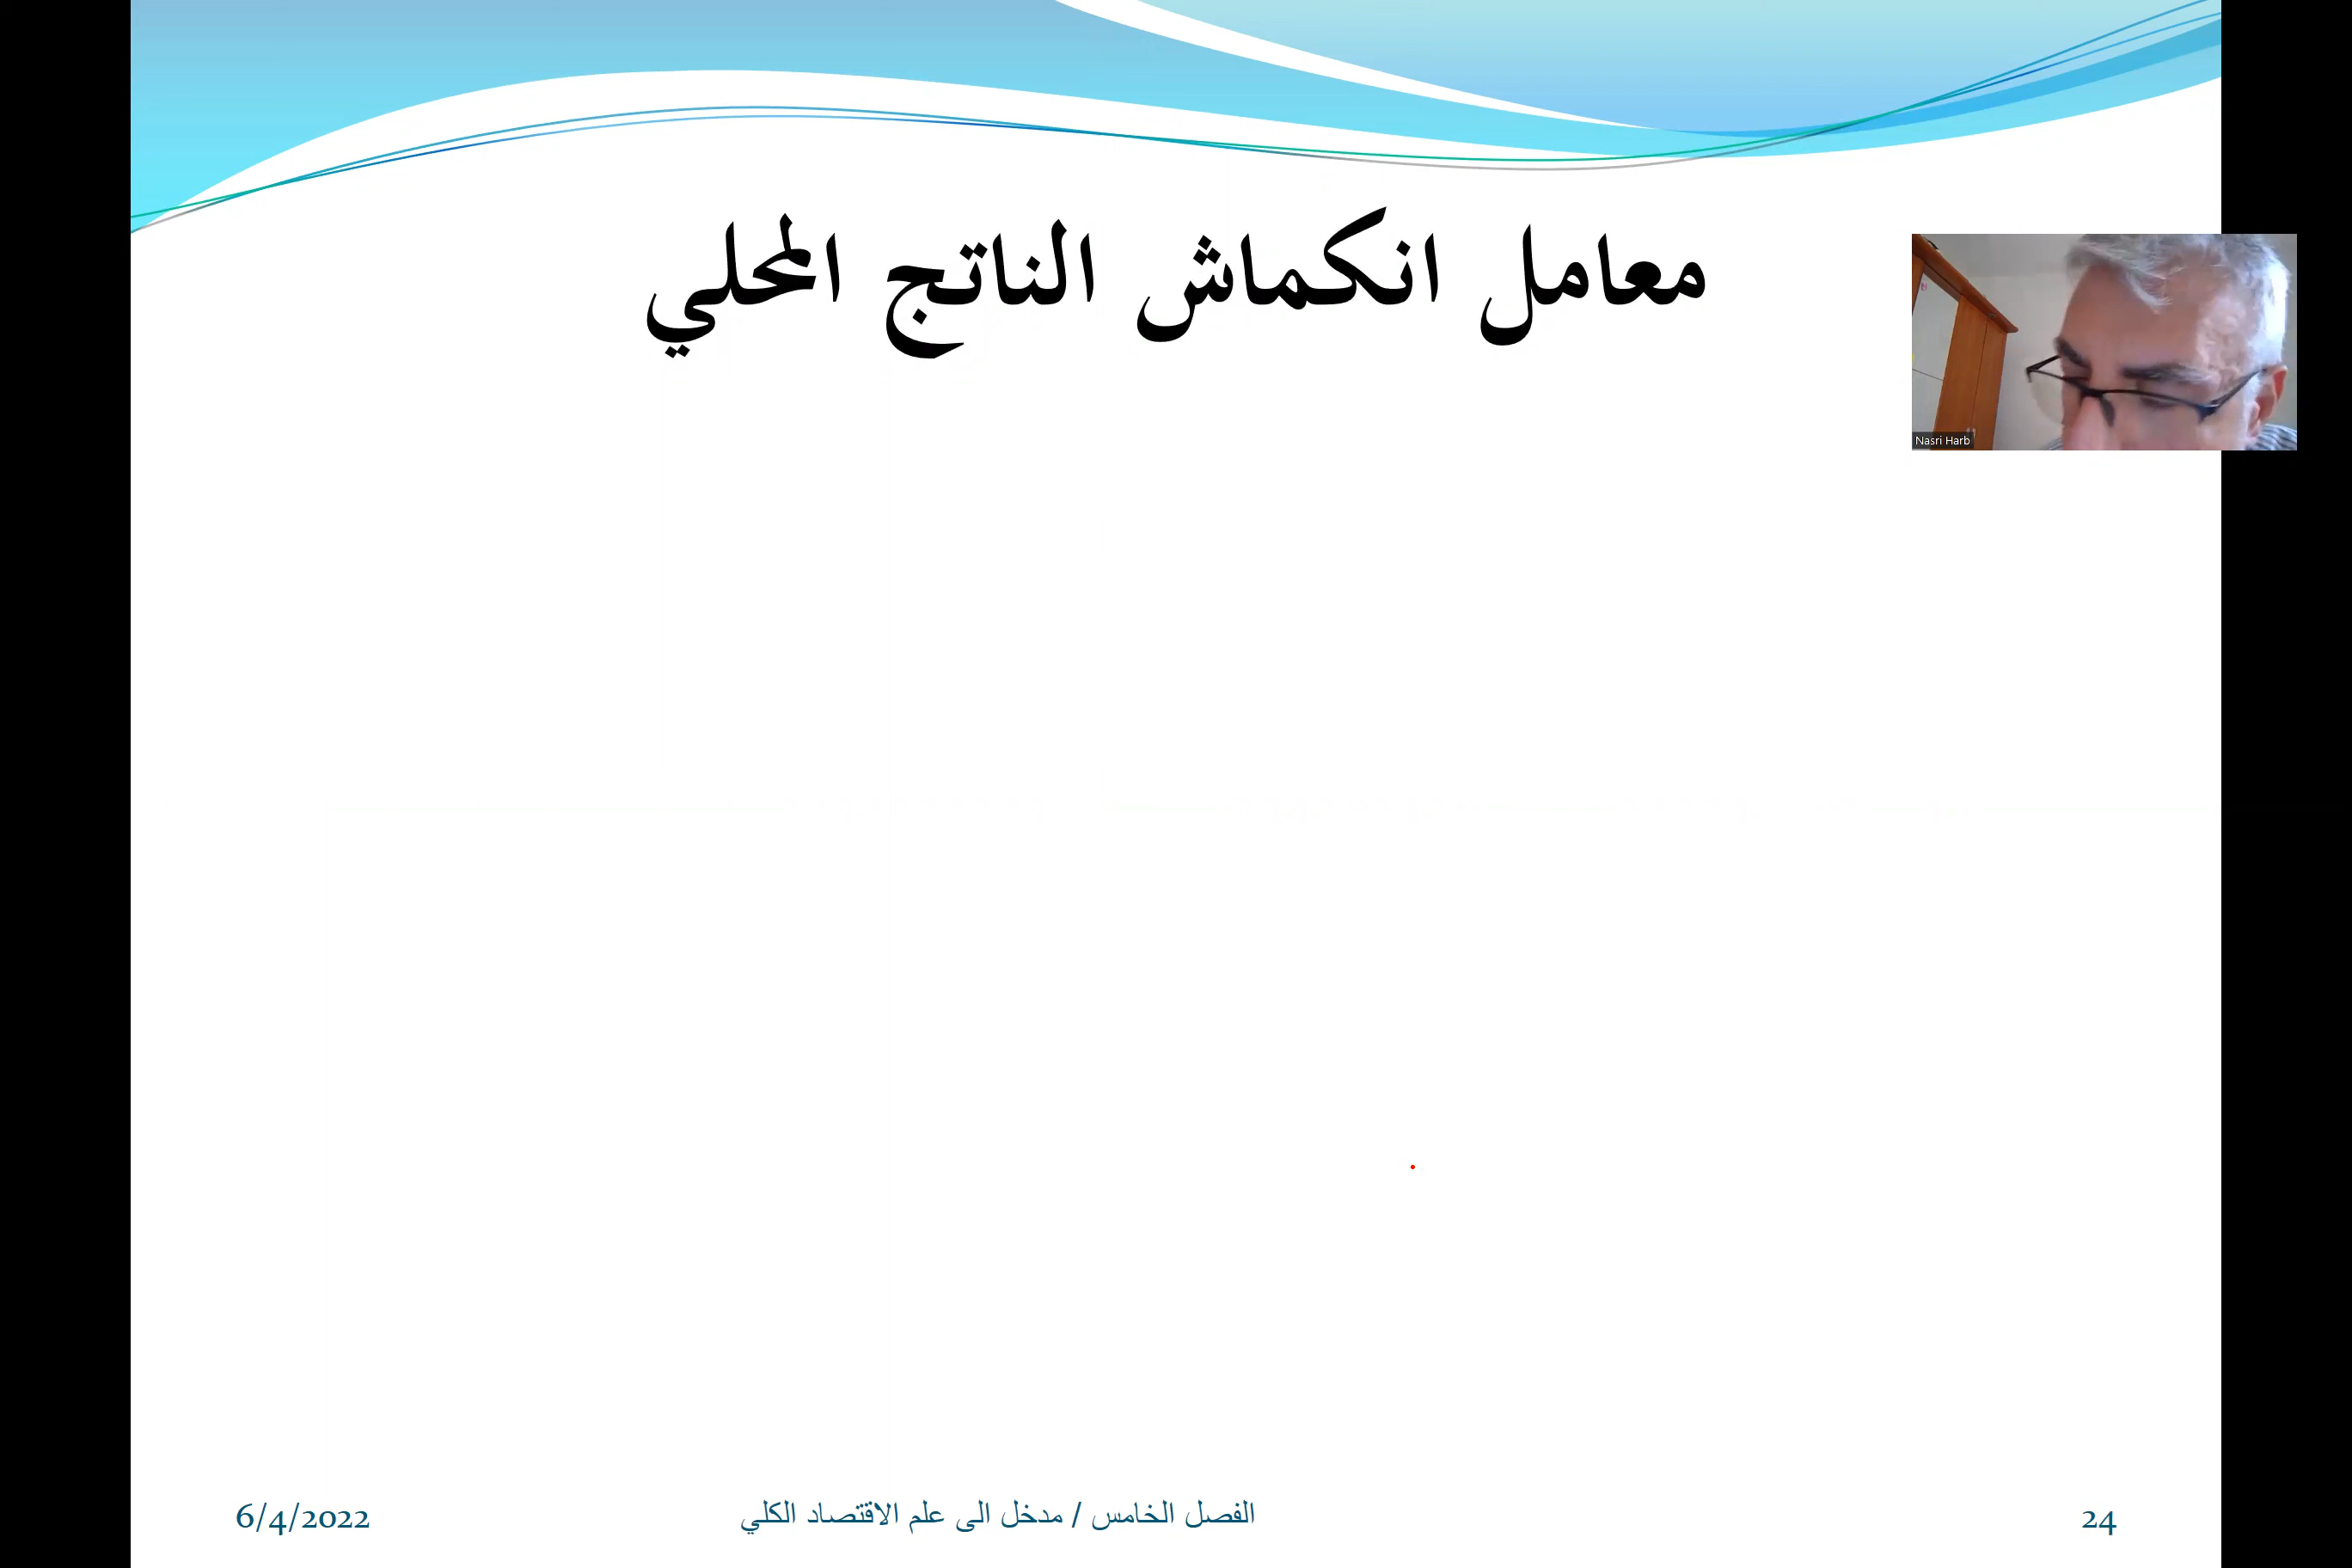 معامل انكماش الناتج المحلي
Nasri Harb
6/4/2022
الفصل الخامس / مدخل الى علم الاقتصاد الكلي
24